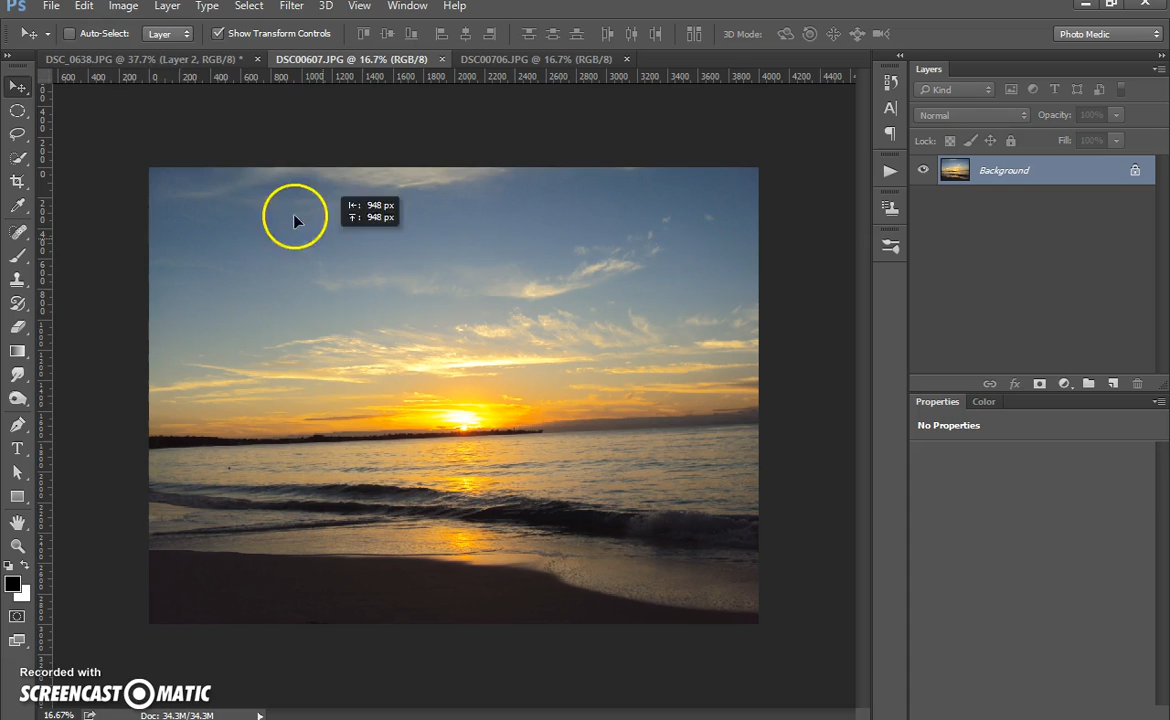 Ps File Edit Image Layer Type Select Filter 3D View Window Help
Auto-Select: Layer Show Transform Controls 3D Mode: Photo Medic
DSC_0638.JPG @ 37.7% (Layer 2, RGB/8) * × DSC00607.JPG @ 16.7% (RGB/8) × DSC00706.JPG @ 16.7% (RGB/8) ×
600 400 200 0 200 400 600 800 1000 1200 1400 1600 1800 2000 2200 2400 2600 2800 3000 3200 3400 3600 3800 4000 4200 4400
Layers
Kind
Normal Opacity: 100%
Lock: Fill: 100%
Background
948 px
948 px
Properties Color
No Properties
Recorded with
SCREENCAST-O-MATIC
16.67% Doc: 34.3M/34.3M